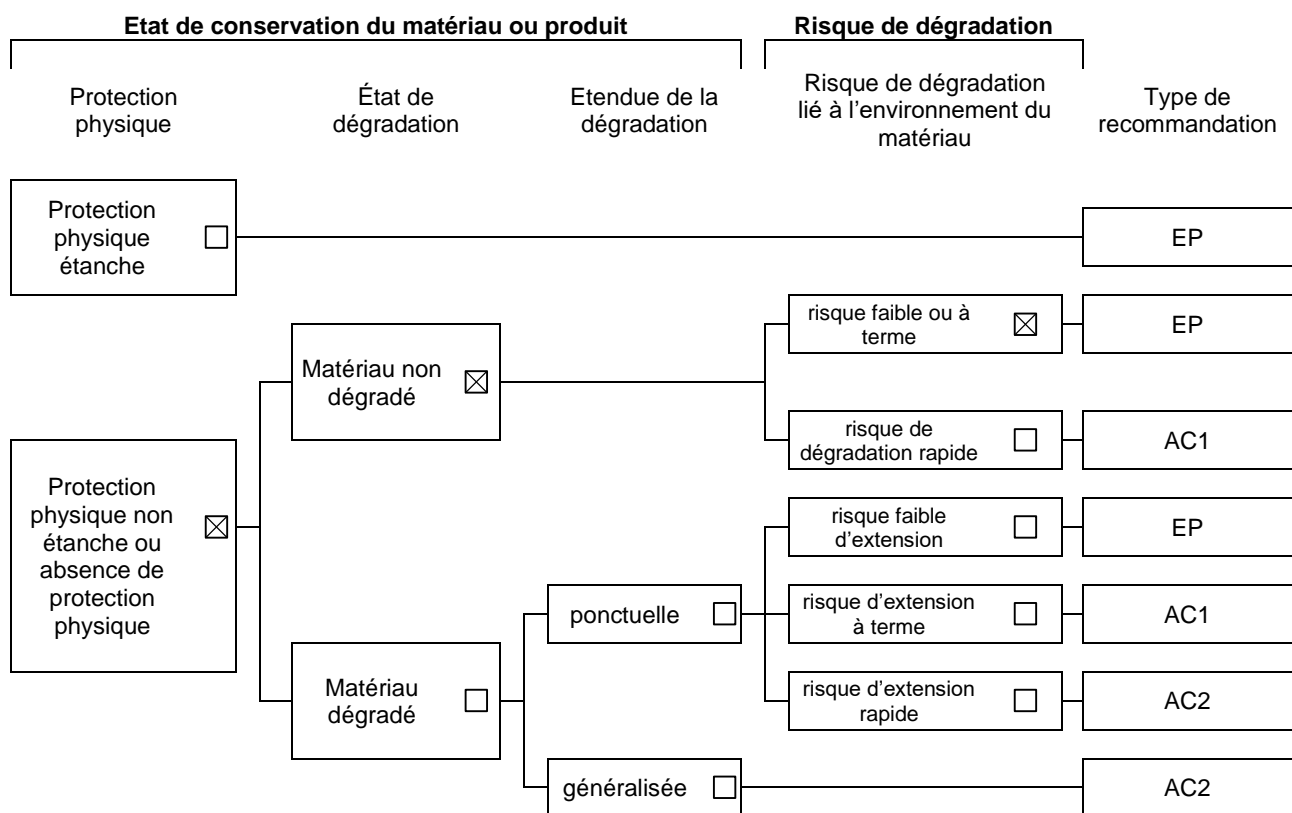 Etat de conservation du matériau ou produit
Risque de dégradation
Protection
physique
État de
dégradation
Etendue de la
dégradation
Risque de dégradation
lié à l'environnement du
matériau
Type de
recommandation
Protection
physique
étanche
EP
risque faible ou à
terme
EP
Matériau non
dégradé
risque de
dégradation rapide
AC1
Protection
physique non
étanche ou
absence de
protection
physique
risque faible
d'extension
EP
ponctuelle
risque d'extension
à terme
AC1
Matériau
dégradé
risque d'extension
rapide
AC2
généralisée
AC2